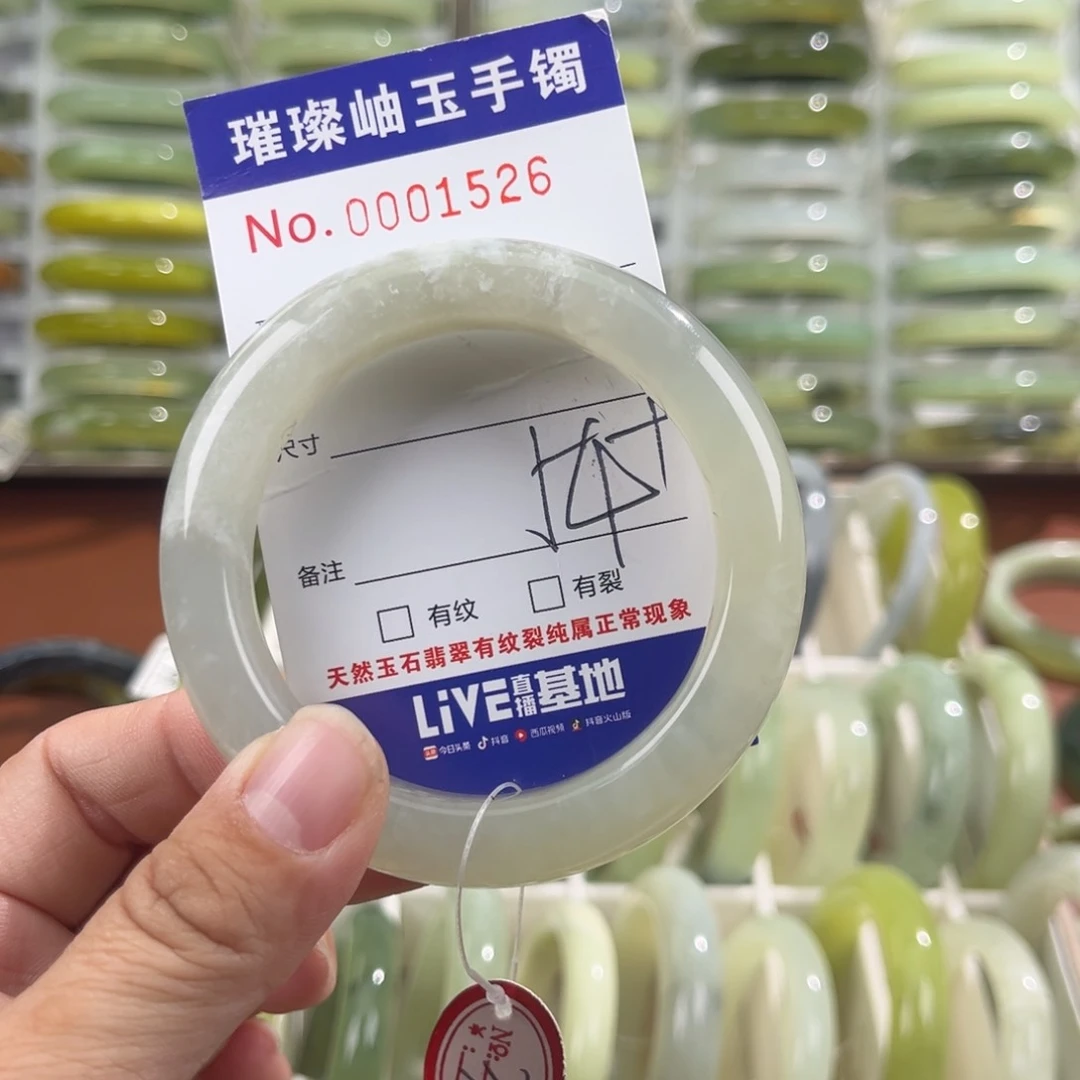 璀璨岫玉手镯
No. 0001526
尺寸
备注
有纹 有裂
天然玉石翡翠有纹裂纯属正常现象
LiVE直播基地
今日头条 抖音 西瓜视频 抖音火山版
No: